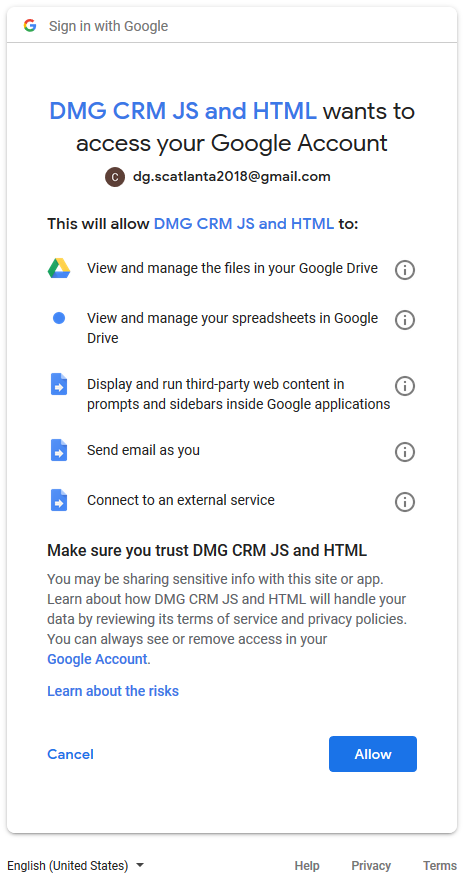 Sign in with Google
DMG CRM JS and HTML wants to
access your Google Account
C dg.scatlanta2018@gmail.com
This will allow DMG CRM JS and HTML to:
View and manage the files in your Google Drive
View and manage your spreadsheets in Google
Drive
Display and run third-party web content in
prompts and sidebars inside Google applications
Send email as you
Connect to an external service
Make sure you trust DMG CRM JS and HTML
You may be sharing sensitive info with this site or app.
Learn about how DMG CRM JS and HTML will handle your
data by reviewing its terms of service and privacy policies.
You can always see or remove access in your
Google Account.
Learn about the risks
Cancel Allow
English (United States) Help Privacy Terms